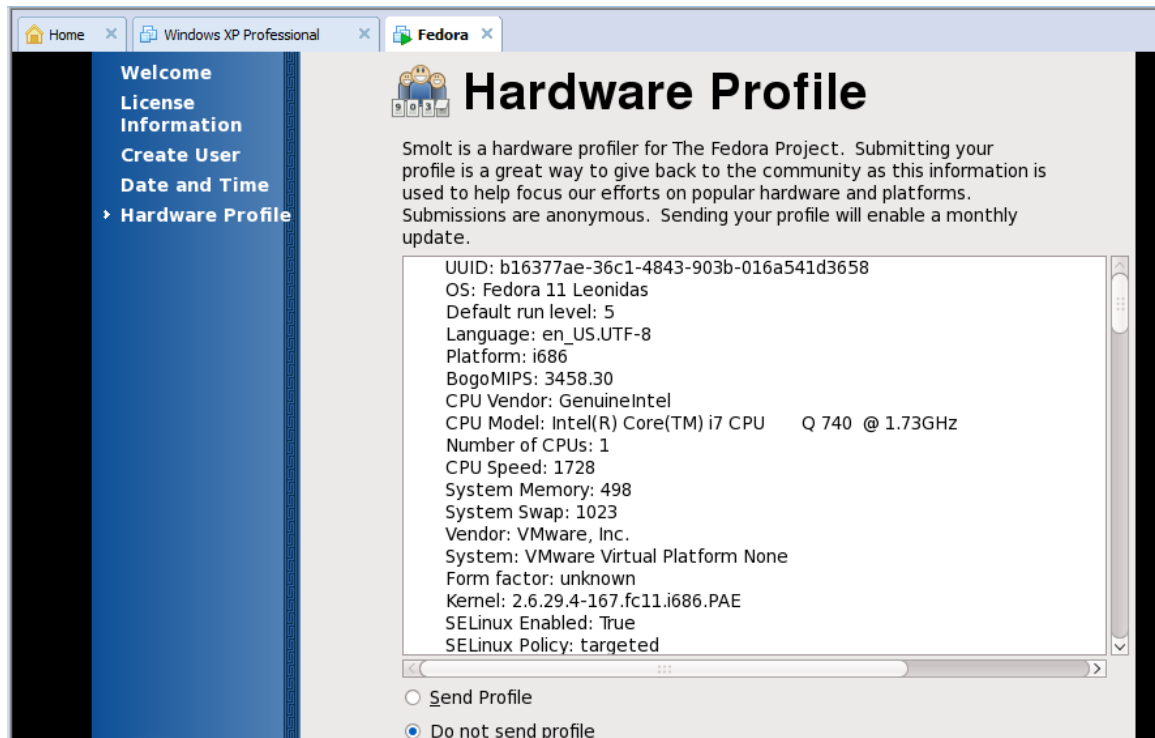 Home
Windows XP Professional
Fedora
Welcome
License
Information
Create User
Date and Time
Hardware Profile
Hardware Profile
Smolt is a hardware profiler for The Fedora Project.  Submitting your
profile is a great way to give back to the community as this information is
used to help focus our efforts on popular hardware and platforms.
Submissions are anonymous.  Sending your profile will enable a monthly
update.
UUID: b16377ae-36c1-4843-903b-016a541d3658
OS: Fedora 11 Leonidas
Default run level: 5
Language: en_US.UTF-8
Platform: i686
BogoMIPS: 3458.30
CPU Vendor: GenuineIntel
CPU Model: Intel(R) Core(TM) i7 CPU       Q 740  @ 1.73GHz
Number of CPUs: 1
CPU Speed: 1728
System Memory: 498
System Swap: 1023
Vendor: VMware, Inc.
System: VMware Virtual Platform None
Form factor: unknown
Kernel: 2.6.29.4-167.fc11.i686.PAE
SELinux Enabled: True
SELinux Policy: targeted
Send Profile
Do not send profile